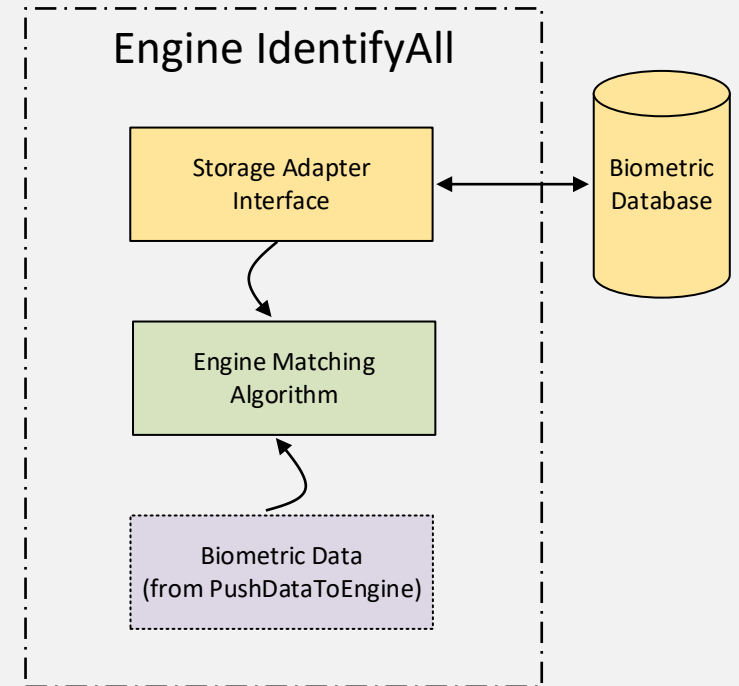 Engine IdentifyAll
Storage Adapter
Interface
Biometric
Database
Engine Matching
Algorithm
Biometric Data
(from PushDataToEngine)